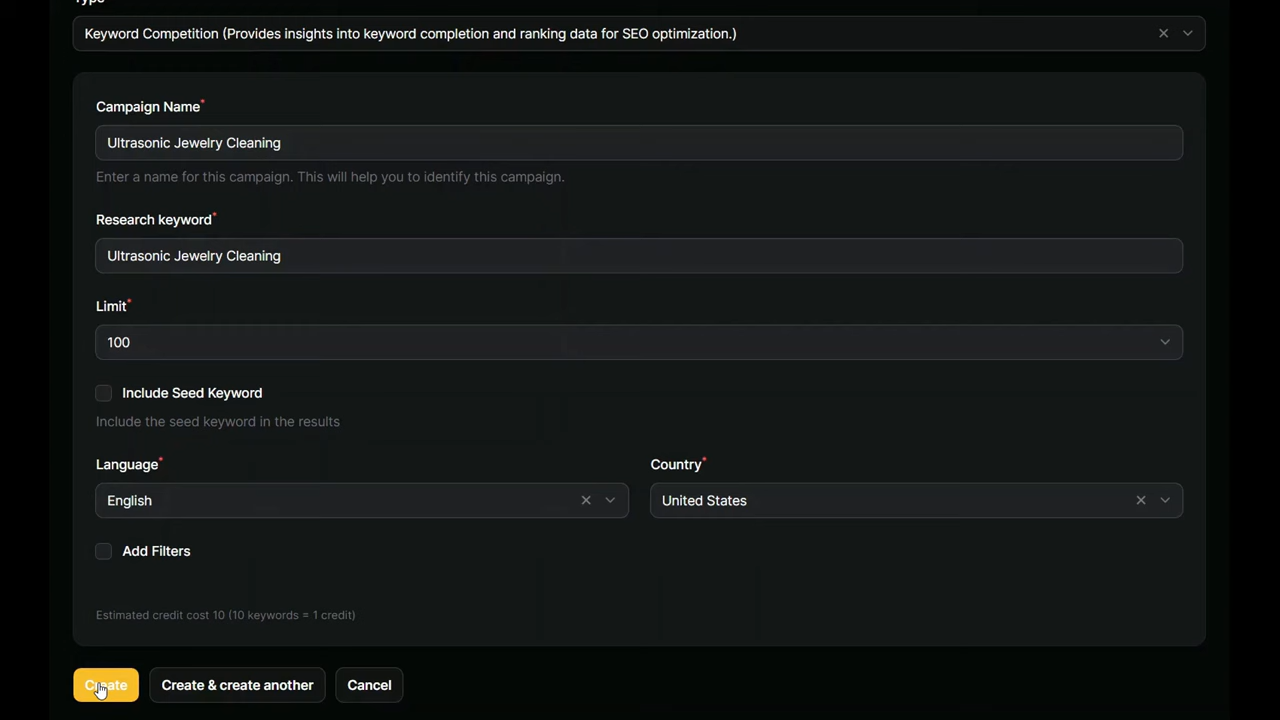 Type
Keyword Competition (Provides insights into keyword completion and ranking data for SEO optimization.)
Campaign Name*
Ultrasonic Jewelry Cleaning
Enter a name for this campaign. This will help you to identify this campaign.
Research keyword*
Ultrasonic Jewelry Cleaning
Limit*
100
Include Seed Keyword
Include the seed keyword in the results
Language* Country*
English United States
Add Filters
Estimated credit cost 10 (10 keywords = 1 credit)
Create Create & create another Cancel